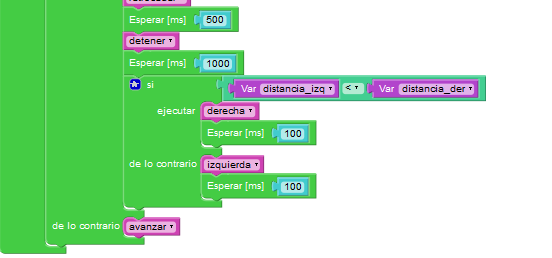 Esperar [ms] 500
detener
Esperar [ms] 1000
si Var distancia_izq < Var distancia_der
ejecutar derecha
Esperar [ms] 100
de lo contrario izquierda
Esperar [ms] 100
de lo contrario avanzar